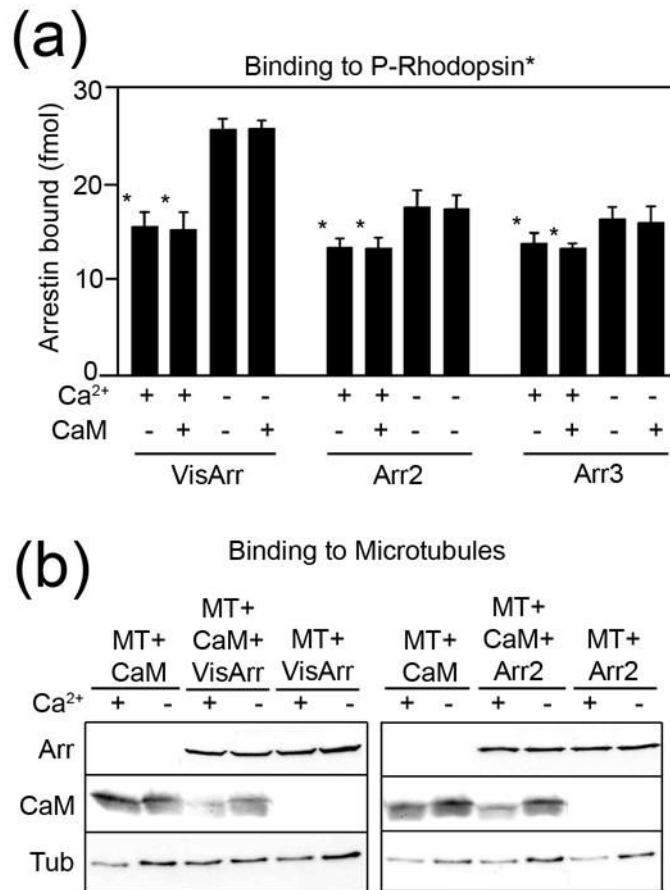 (a)
Binding to P-Rhodopsin*
Arrestin bound (fmol)
30
20
10
0
* * * * * *
Ca²⁺ + + - - + + - - + + - -
CaM - + - + - + - + - + - +
VisArr Arr2 Arr3
(b)
Binding to Microtubules
MT+ MT+
MT+ CaM+ MT+ MT+ CaM+ MT+
CaM VisArr VisArr CaM Arr2 Arr2
Ca²⁺ + - + - + - + - + - + -
Arr
CaM
Tub